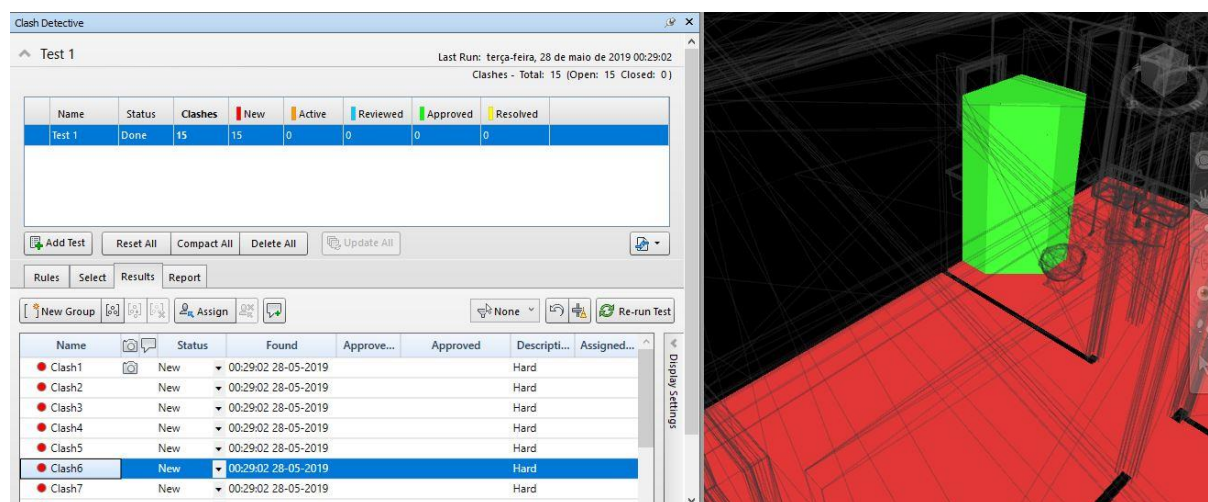 Clash Detective
Test 1
Last Run: terça-feira, 28 de maio de 2019 00:29:02
Clashes - Total: 15 (Open: 15 Closed: 0)
Name Status Clashes New Active Reviewed Approved Resolved
Test 1 Done 15 15 0 0 0 0
Add Test Reset All Compact All Delete All Update All
Rules Select Results Report
New Group Assign None Re-run Test
Name Status Found Approve... Approved Descripti... Assigned...
Clash1 New 00:29:02 28-05-2019 Hard
Clash2 New 00:29:02 28-05-2019 Hard
Clash3 New 00:29:02 28-05-2019 Hard
Clash4 New 00:29:02 28-05-2019 Hard
Clash5 New 00:29:02 28-05-2019 Hard
Clash6 New 00:29:02 28-05-2019 Hard
Clash7 New 00:29:02 28-05-2019 Hard
Display Settings